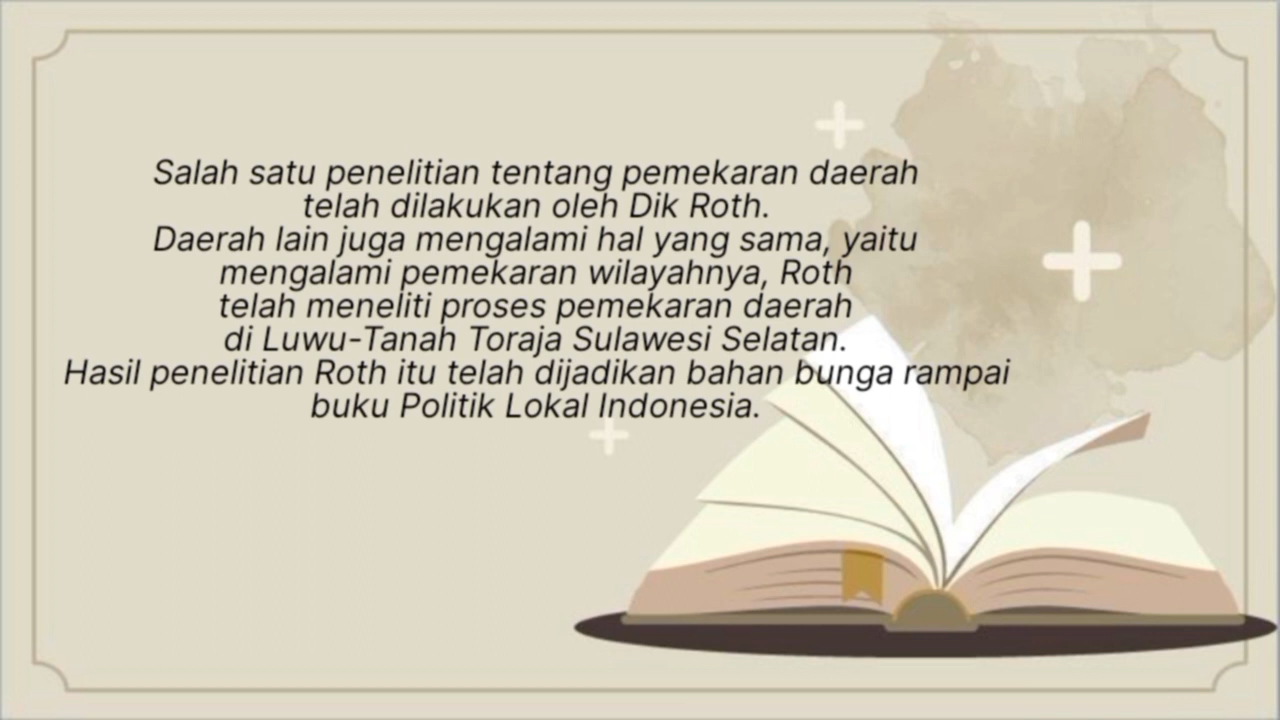 Salah satu penelitian tentang pemekaran daerah
telah dilakukan oleh Dik Roth.
Daerah lain juga mengalami hal yang sama, yaitu
mengalami pemekaran wilayahnya, Roth
telah meneliti proses pemekaran daerah
di Luwu-Tanah Toraja Sulawesi Selatan.
Hasil penelitian Roth itu telah dijadikan bahan bunga rampai
buku Politik Lokal Indonesia.